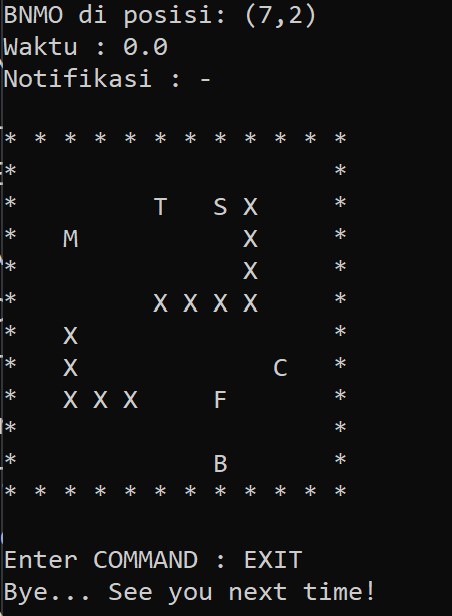 BNMO di posisi: (7,2)
Waktu : 0.0
Notifikasi : -

* * * * * * * * * * * *
*                     *
*         T   S X     *
*   M           X     *
*               X     *
*         X X X X     *
*   X                 *
*   X             C   *
*   X X X     F       *
*                     *
*             B       *
* * * * * * * * * * * *

Enter COMMAND : EXIT
Bye... See you next time!